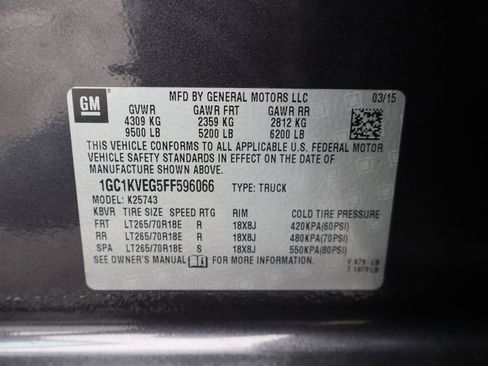 GM
MFD BY GENERAL MOTORS LLC 03/15
GVWR GAWR FRT GAWR RR
4309 KG 2359 KG 2812 KG
9500 LB 5200 LB 6200 LB
THIS VEHICLE CONFORMS TO ALL APPLICABLE U.S. FEDERAL MOTOR
VEHICLE SAFETY STANDARDS IN EFFECT ON THE DATE OF
MANUFACTURE SHOWN ABOVE.
1GC1KVEG5FF596066 TYPE: TRUCK
MODEL: K25743
KBVR TIRE SIZE SPEED RTG RIM COLD TIRE PRESSURE
FRT LT265/70R18E R 18X8J 420KPA(60PSI)
RR LT265/70R18E R 18X8J 480KPA(70PSI)
SPA LT265/70R18E S 18X8J 550KPA(80PSI)
SEE OWNER'S MANUAL FOR MORE INFORMATION.
F 879 LB
T 1879 LB